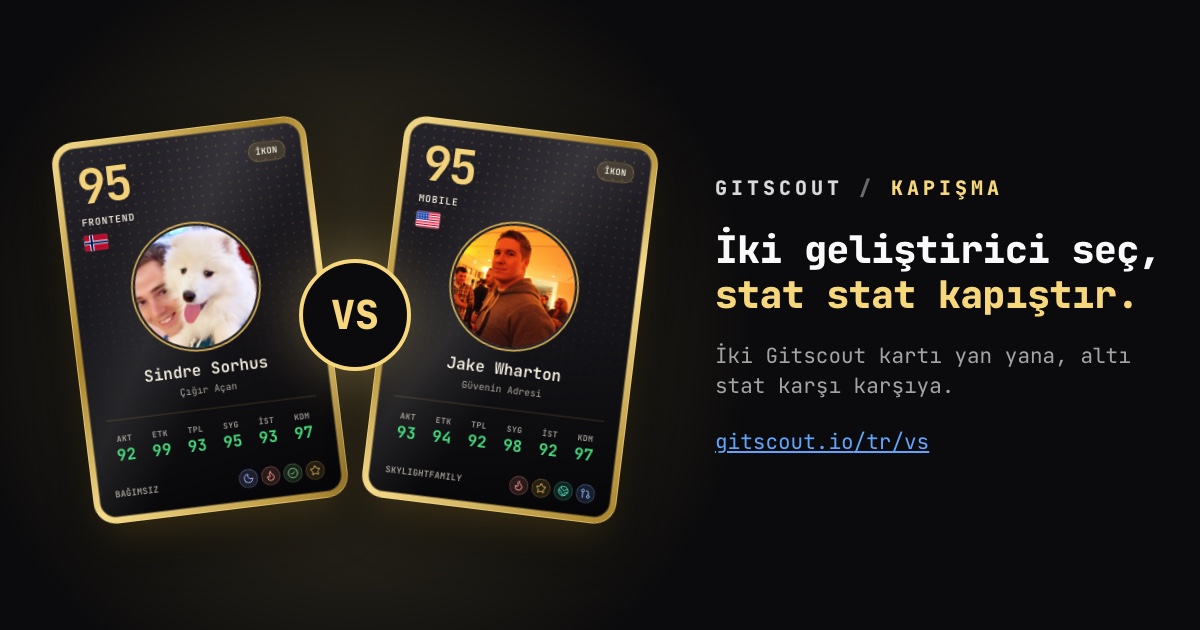 95
FRONTEND
İKON
Sindre Sorhus
Çığır Açan
AKT ETK TPL SYG İST KDM
92 99 93 95 93 97
BAĞIMSIZ
VS
95
MOBILE
İKON
Jake Wharton
Güvenin Adresi
AKT ETK TPL SYG İST KDM
93 94 92 98 92 97
SKYLIGHTFAMILY
GITSCOUT / KAPIŞMA
İki geliştirici seç,
stat stat kapıştır.
İki Gitscout kartı yan yana, altı
stat karşı karşıya.
gitscout.io/tr/vs